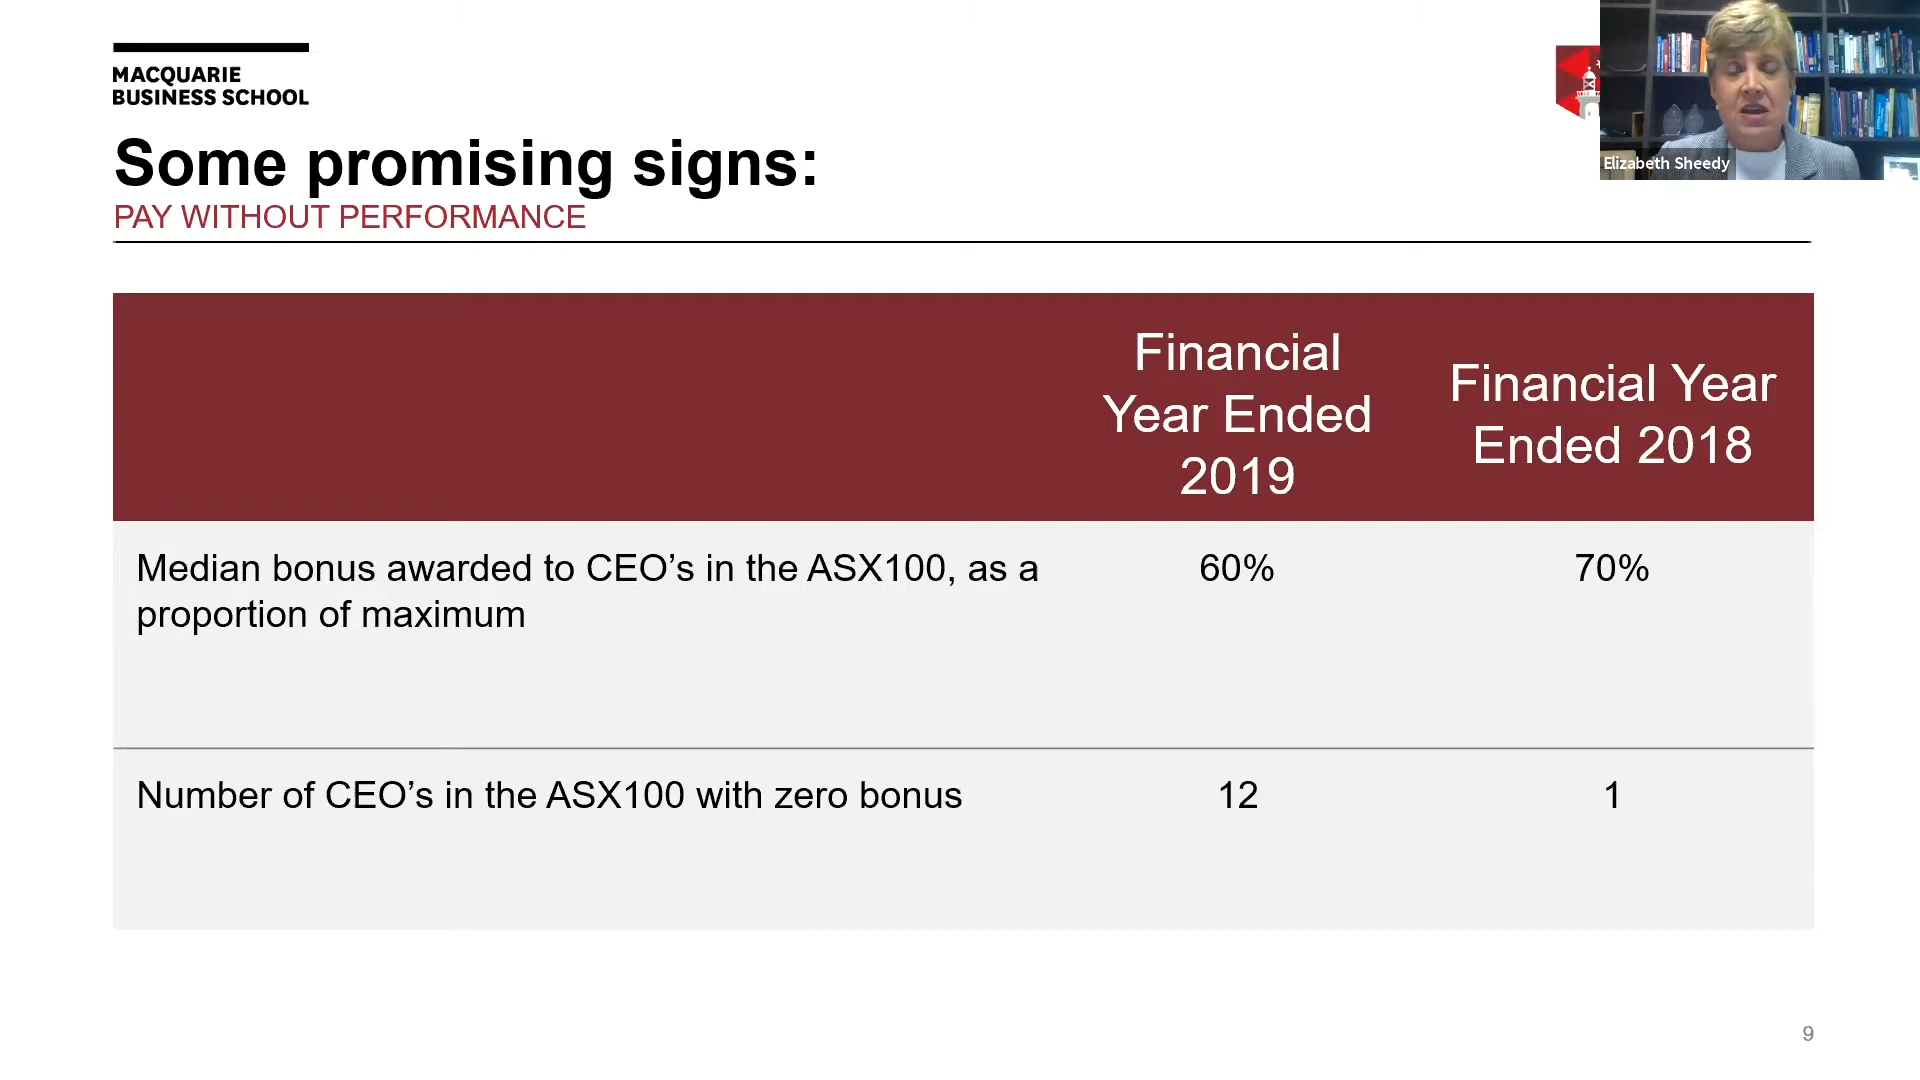 MACQUARIE
BUSINESS SCHOOL
Elizabeth Sheedy
Some promising signs:
PAY WITHOUT PERFORMANCE
Financial
Year Ended
2019
Financial Year
Ended 2018
Median bonus awarded to CEO’s in the ASX100, as a
proportion of maximum
60%
70%
Number of CEO’s in the ASX100 with zero bonus
12
1
9